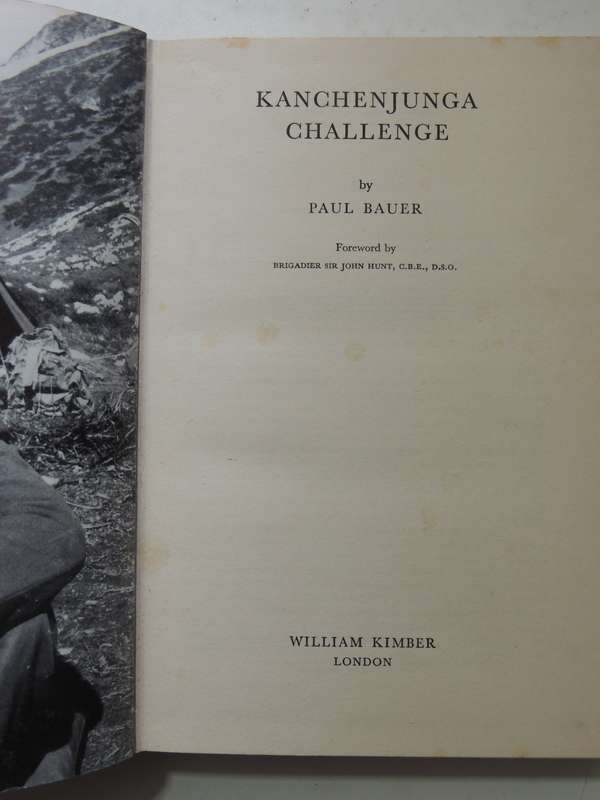 KANCHENJUNGA
CHALLENGE
by
PAUL BAUER
Foreword by
BRIGADIER SIR JOHN HUNT, C.B.E., D.S.O.
WILLIAM KIMBER
LONDON